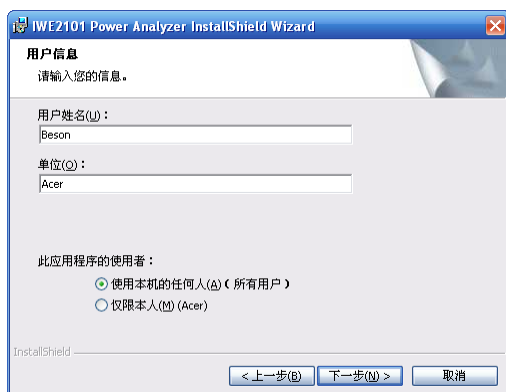 IWE2101 Power Analyzer InstallShield Wizard
用户信息
请输入您的信息。
用户姓名(U)：
Beson
单位(O)：
Acer
此应用程序的使用者：
使用本机的任何人(A)（所有用户）
仅限本人(M) (Acer)
InstallShield
< 上一步(B) 下一步(N) > 取消